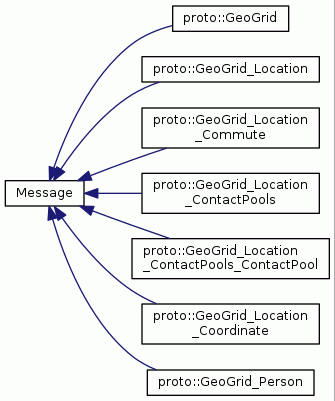 proto::GeoGrid
proto::GeoGrid_Location
proto::GeoGrid_Location
_Commute
proto::GeoGrid_Location
_ContactPools
Message
proto::GeoGrid_Location
_ContactPools_ContactPool
proto::GeoGrid_Location
_Coordinate
proto::GeoGrid_Person